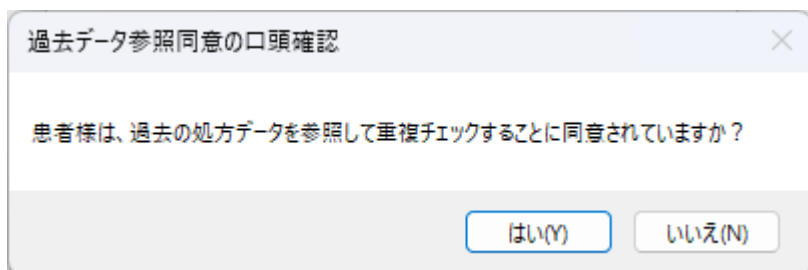 過去データ参照同意の口頭確認
患者様は、過去の処方データを参照して重複チェックすることに同意されていますか？
はい(Y)
いいえ(N)